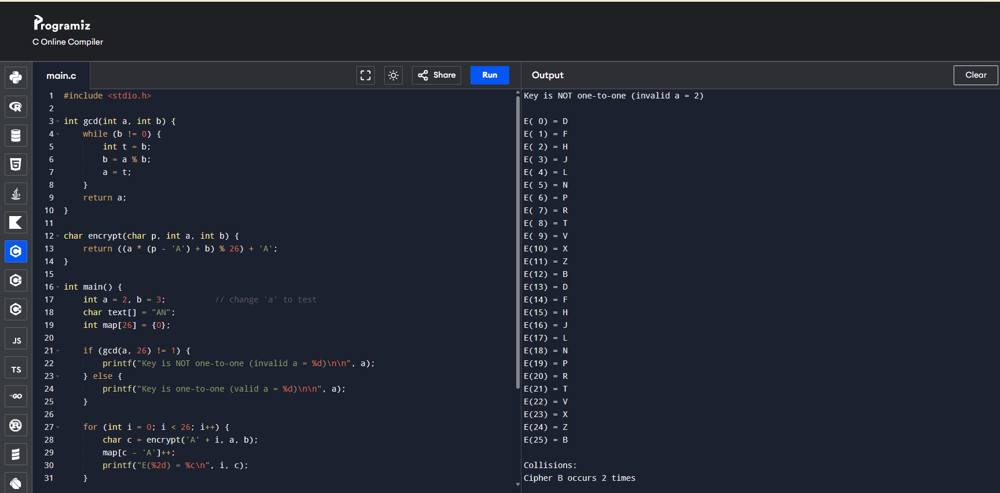 Programiz
C Online Compiler
main.c
Share
Run
Output
Clear
JS
TS
GO
1 #include <stdio.h>
2
3 int gcd(int a, int b) {
4     while (b != 0) {
5         int t = b;
6         b = a % b;
7         a = t;
8     }
9     return a;
10 }
11
12 char encrypt(char p, int a, int b) {
13     return ((a * (p - 'A') + b) % 26) + 'A';
14 }
15
16 int main() {
17     int a = 2, b = 3;          // change 'a' to test
18     char text[] = "AN";
19     int map[26] = {0};
20
21     if (gcd(a, 26) != 1) {
22         printf("Key is NOT one-to-one (invalid a = %d)\n\n", a);
23     } else {
24         printf("Key is one-to-one (valid a = %d)\n\n", a);
25     }
26
27     for (int i = 0; i < 26; i++) {
28         char c = encrypt('A' + i, a, b);
29         map[c - 'A']++;
30         printf("E(%2d) = %c\n", i, c);
31     }
Key is NOT one-to-one (invalid a = 2)
E( 0) = D
E( 1) = F
E( 2) = H
E( 3) = J
E( 4) = L
E( 5) = N
E( 6) = P
E( 7) = R
E( 8) = T
E( 9) = V
E(10) = X
E(11) = Z
E(12) = B
E(13) = D
E(14) = F
E(15) = H
E(16) = J
E(17) = L
E(18) = N
E(19) = P
E(20) = R
E(21) = T
E(22) = V
E(23) = X
E(24) = Z
E(25) = B
Collisions:
Cipher B occurs 2 times